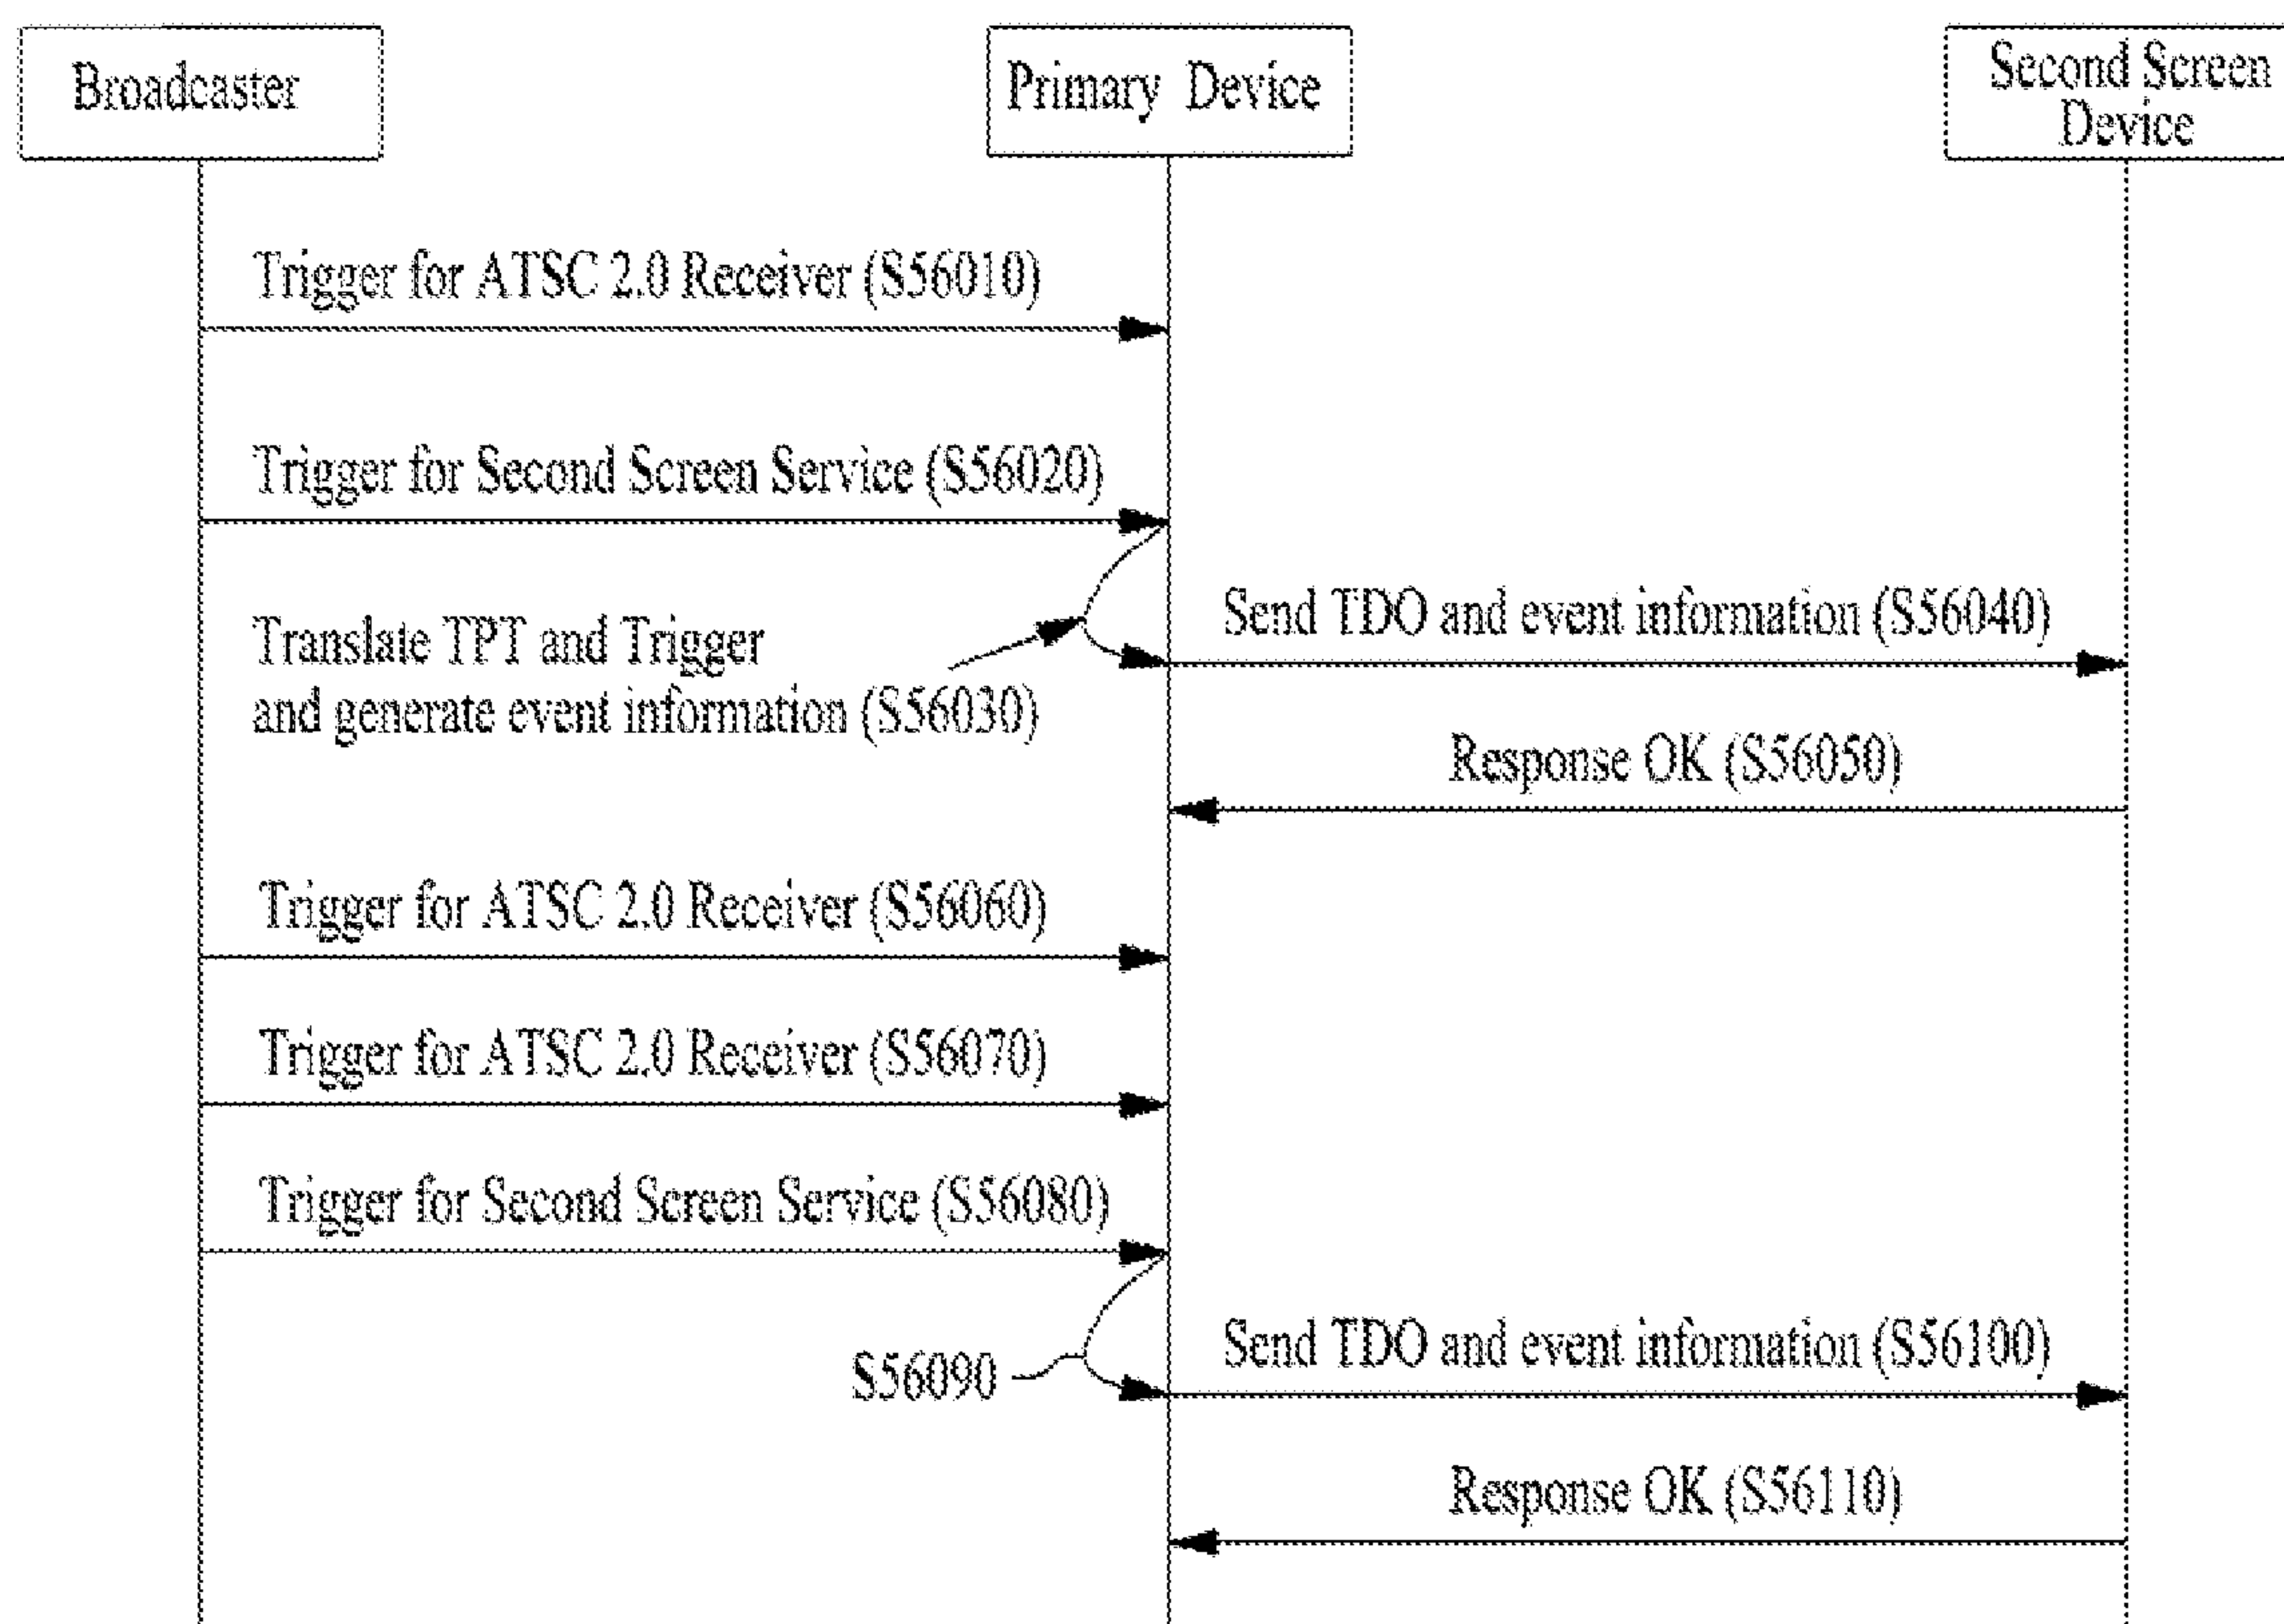 Broadcaster
Primary Device
Second Screen
Device
Trigger for ATSC 2.0 Receiver (S56010)
Trigger for Second Screen Service (S56020)
Translate TPT and Trigger
and generate event information (S56030)
Send TDO and event information (S56040)
Response OK (S56050)
Trigger for ATSC 2.0 Receiver (S56060)
Trigger for ATSC 2.0 Receiver (S56070)
Trigger for Second Screen Service (S56080)
S56090
Send TDO and event information (S56100)
Response OK (S56110)